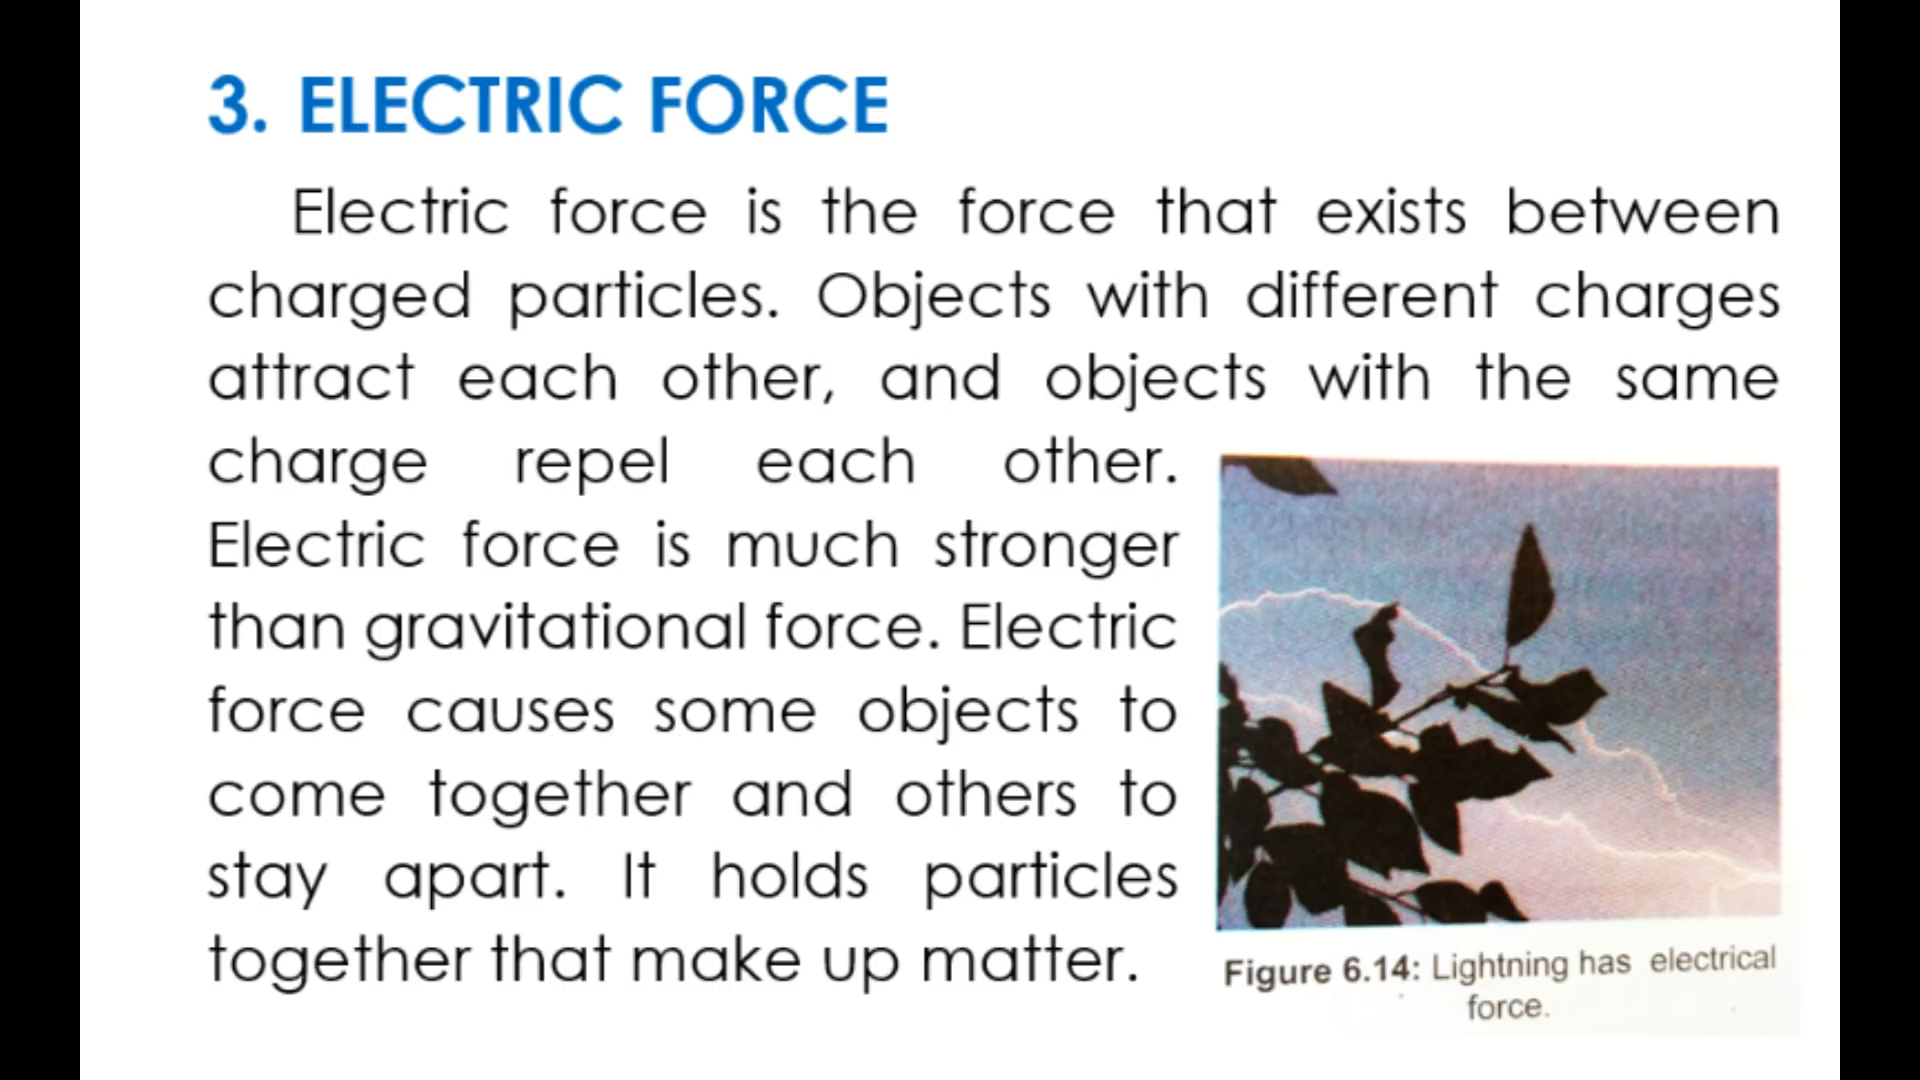 3. ELECTRIC FORCE
Electric force is the force that exists between
charged particles. Objects with different charges
attract each other, and objects with the same
charge repel each other.
Electric force is much stronger
than gravitational force. Electric
force causes some objects to
come together and others to
stay apart. It holds particles
together that make up matter.
Figure 6.14: Lightning has electrical
force.